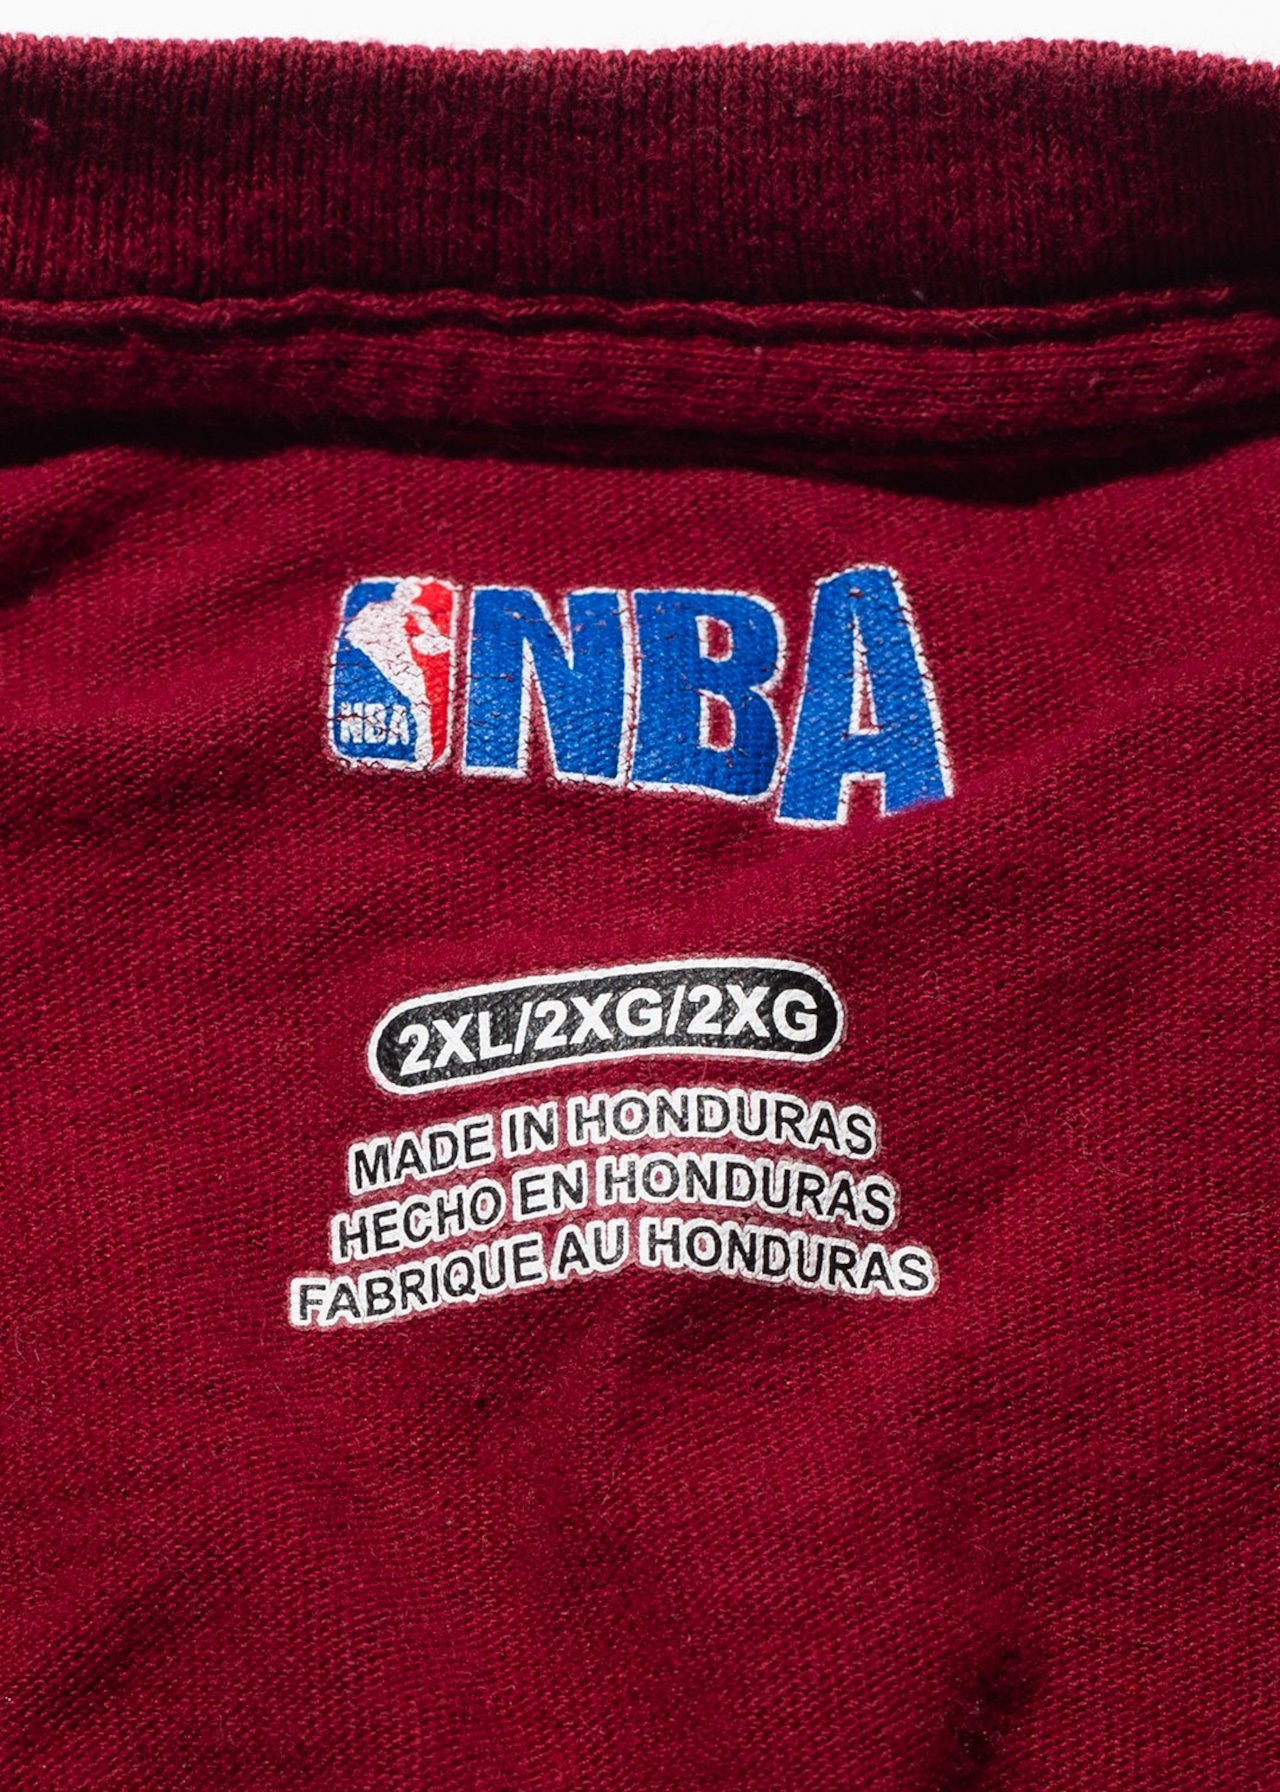 NBA NBA
2XL/2XG/2XG
MADE IN HONDURAS
HECHO EN HONDURAS
FABRIQUE AU HONDURAS